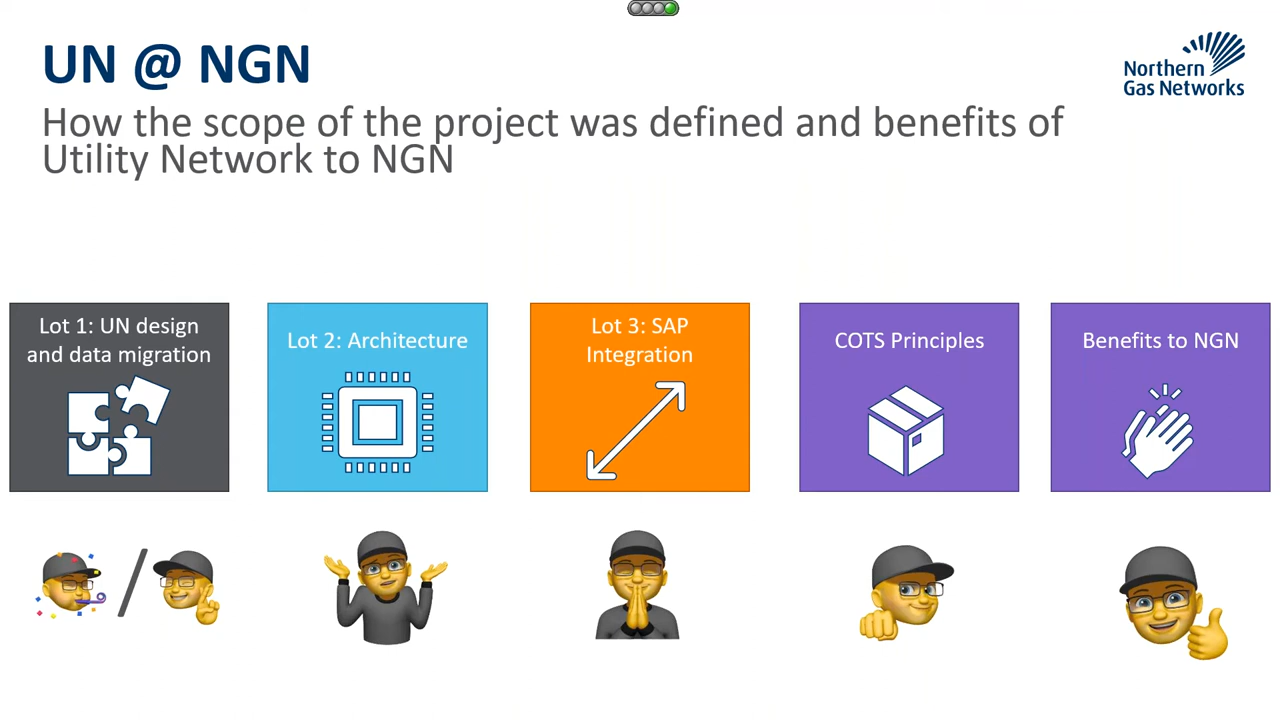 UN @ NGN
Northern
Gas Networks
How the scope of the project was defined and benefits of
Utility Network to NGN
Lot 1: UN design
and data migration
Lot 2: Architecture
Lot 3: SAP
Integration
COTS Principles
Benefits to NGN